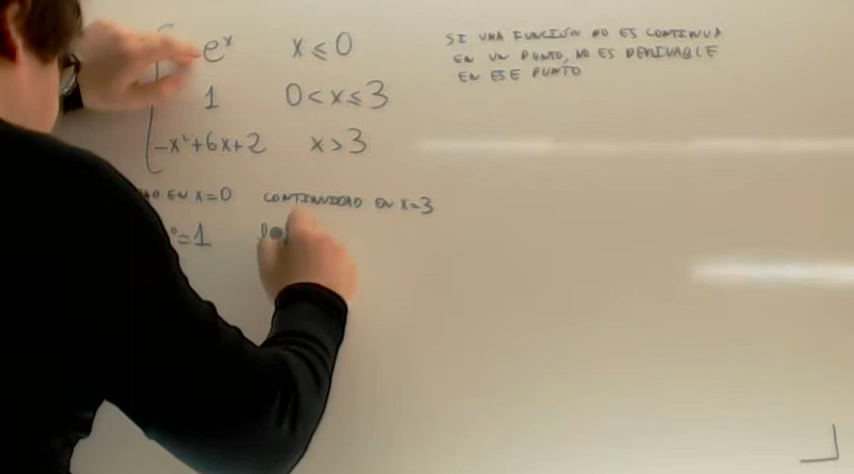 e^x x ≤ 0
1 0 < x ≤ 3
-x²+6x+2 x > 3
SI UNA FUNCIÓN NO ES CONTINUA
EN UN PUNTO, NO ES DERIVABLE
EN ESE PUNTO
EN X=0 CONTINUIDAD EN X=3
=1